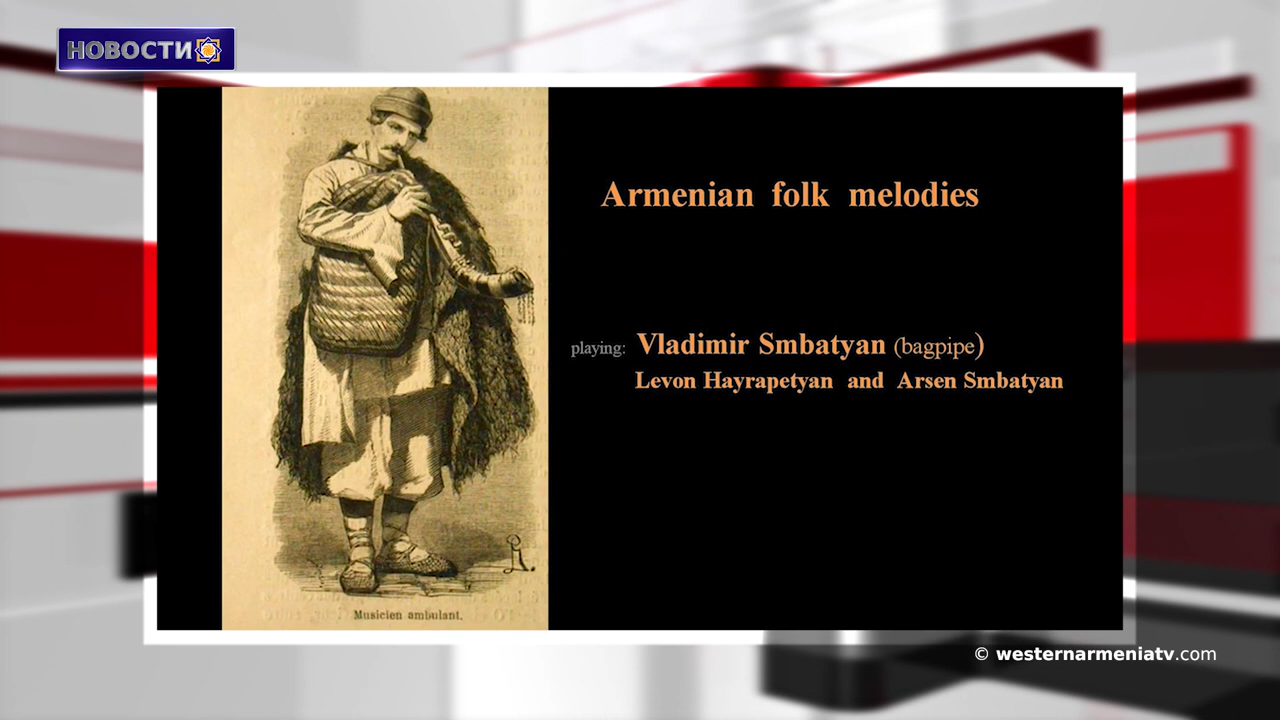 НОВОСТИ
Armenian folk melodies
playing: Vladimir Smbatyan (bagpipe)
Levon Hayrapetyan and Arsen Smbatyan
Musicien ambulant.
© westernarmeniatv.com